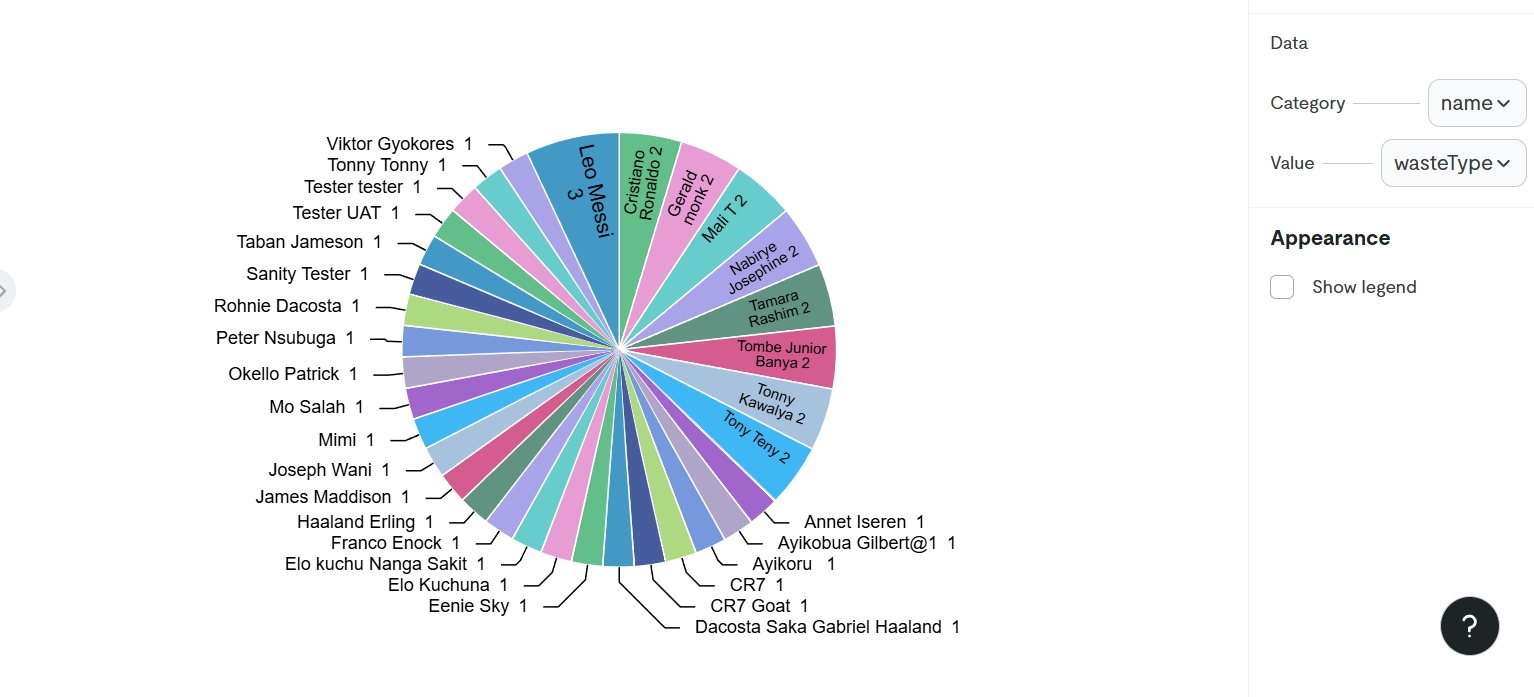 Data
Category
name
Value
wasteType
Appearance
Show legend
?
Leo Messi
3
Cristiano
Ronaldo 2
Gerald
monk 2
Mali T 2
Nabirye
Josephine 2
Tamara
Rashim 2
Tombe Junior
Banya 2
Tonny
Kawalya 2
Tony Teny 2
Annet Iseren 1
Ayikobua Gilbert@1 1
Ayikoru 1
CR7 1
CR7 Goat 1
Dacosta Saka Gabriel Haaland 1
Eenie Sky 1
Elo Kuchuna 1
Elo kuchu Nanga Sakit 1
Franco Enock 1
Haaland Erling 1
James Maddison 1
Joseph Wani 1
Mimi 1
Mo Salah 1
Okello Patrick 1
Peter Nsubuga 1
Rohnie Dacosta 1
Sanity Tester 1
Taban Jameson 1
Tester UAT 1
Tester tester 1
Tonny Tonny 1
Viktor Gyokores 1